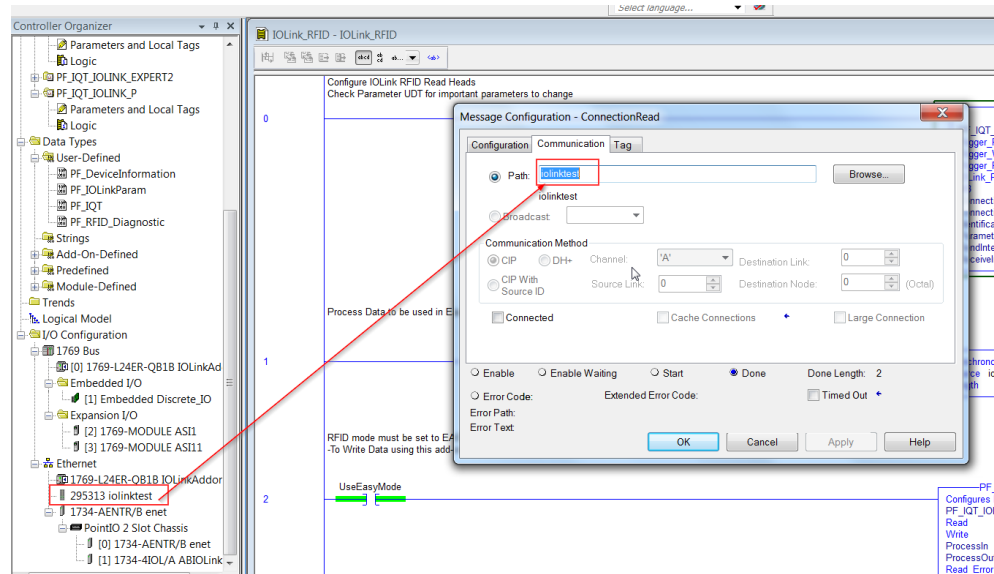 Select language...
Controller Organizer
Parameters and Local Tags
Logic
PF_IQT_IOLINK_EXPERT2
PF_IQT_IOLINK_P
Parameters and Local Tags
Logic
Data Types
User-Defined
PF_DeviceInformation
PF_IOLinkParam
PF_IQT
PF_RFID_Diagnostic
Strings
Add-On-Defined
Predefined
Module-Defined
Trends
Logical Model
I/O Configuration
1769 Bus
[0] 1769-L24ER-QB1B IOLinkAd
Embedded I/O
[1] Embedded Discrete_IO
Expansion I/O
[2] 1769-MODULE ASI1
[3] 1769-MODULE ASI11
Ethernet
1769-L24ER-QB1B IOLinkAddor
295313 iolinktest
1734-AENTR/B enet
PointIO 2 Slot Chassis
[0] 1734-AENTR/B enet
[1] 1734-4IOL/A ABIOLink
IOLink_RFID - IOLink_RFID
Configure IOLink RFID Read Heads
Check Parameter UDT for important parameters to change
0
Process Data to be used in E
1
RFID mode must be set to EA
-To Write Data using this add-
UseEasyMode
2
Message Configuration - ConnectionRead
Configuration Communication Tag
Path: iolinktest Browse...
iolinktest
Broadcast:
Communication Method
CIP DH+ Channel: 'A' Destination Link: 0
CIP With Source ID Source Link: 0 Destination Node: 0 (Octal)
Connected Cache Connections Large Connection
Enable Enable Waiting Start Done Done Length: 2
Error Code: Extended Error Code: Timed Out
Error Path:
Error Text:
OK Cancel Apply Help
PF_
Configures
PF_IQT_IOL
Read
Write
ProcessIn
ProcessOu
Read_Error